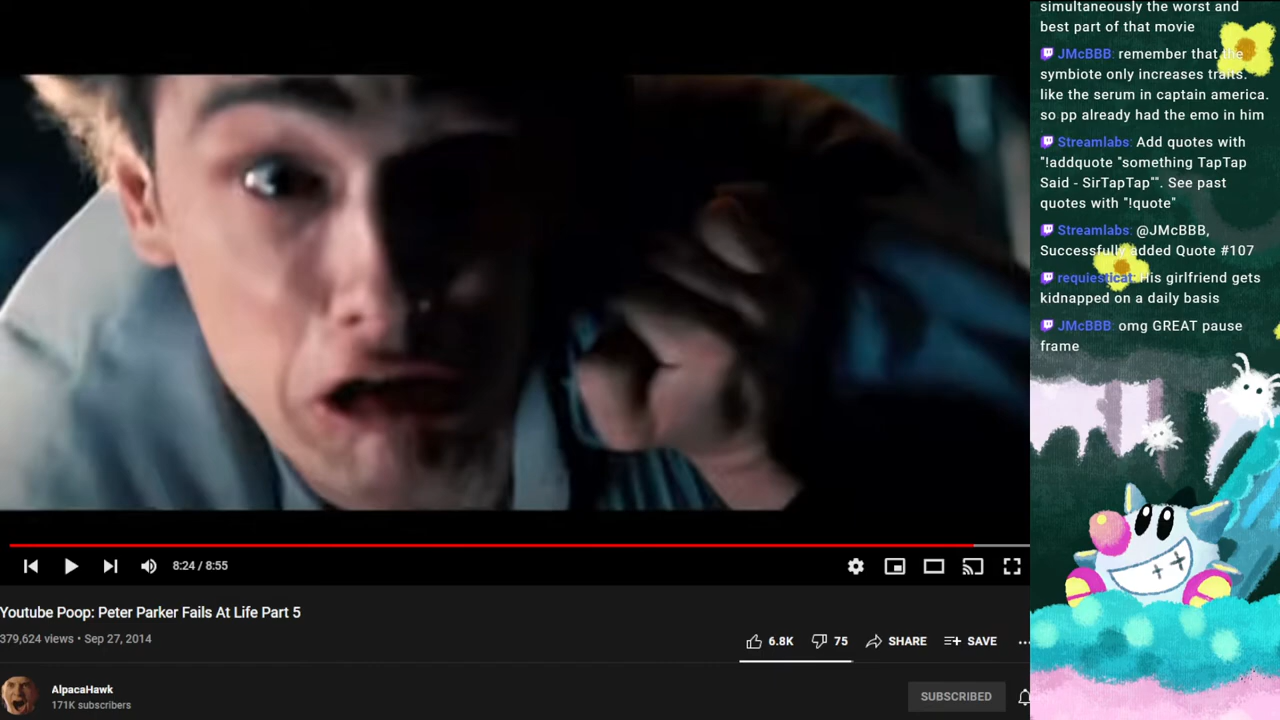 simultaneously the worst and
best part of that movie
JMcBBB: remember that the
symbiote only increases traits.
like the serum in captain america.
so pp already had the emo in him
Streamlabs: Add quotes with
"!addquote "something TapTap
Said - SirTapTap"". See past
quotes with "!quote"
Streamlabs: @JMcBBB,
Successfully added Quote #107
requiesticat: His girlfriend gets
kidnapped on a daily basis
JMcBBB: omg GREAT pause
frame
8:24 / 8:55
Youtube Poop: Peter Parker Fails At Life Part 5
379,624 views • Sep 27, 2014
6.8K 75 SHARE SAVE
AlpacaHawk
171K subscribers
SUBSCRIBED